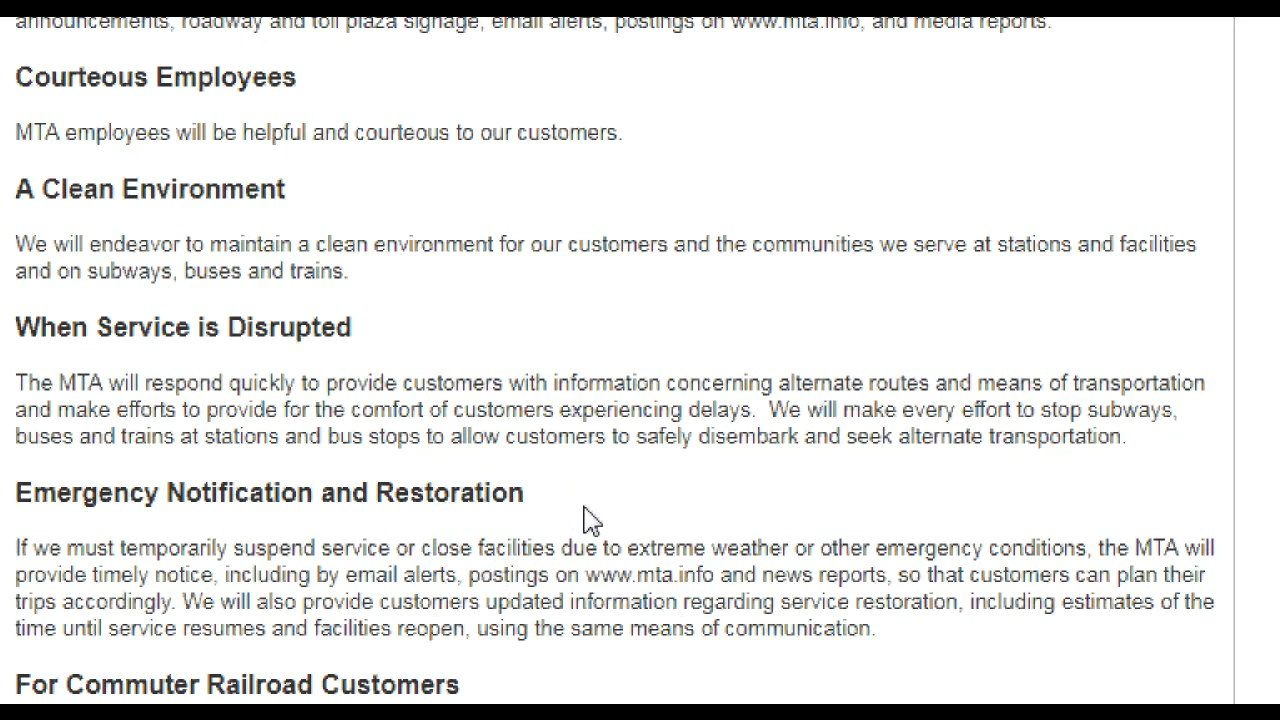 announcements, roadway and toll plaza signage, email alerts, postings on www.mta.info, and media reports.
Courteous Employees
MTA employees will be helpful and courteous to our customers.
A Clean Environment
We will endeavor to maintain a clean environment for our customers and the communities we serve at stations and facilities
and on subways, buses and trains.
When Service is Disrupted
The MTA will respond quickly to provide customers with information concerning alternate routes and means of transportation
and make efforts to provide for the comfort of customers experiencing delays.  We will make every effort to stop subways,
buses and trains at stations and bus stops to allow customers to safely disembark and seek alternate transportation.
Emergency Notification and Restoration
If we must temporarily suspend service or close facilities due to extreme weather or other emergency conditions, the MTA will
provide timely notice, including by email alerts, postings on www.mta.info and news reports, so that customers can plan their
trips accordingly. We will also provide customers updated information regarding service restoration, including estimates of the
time until service resumes and facilities reopen, using the same means of communication.
For Commuter Railroad Customers